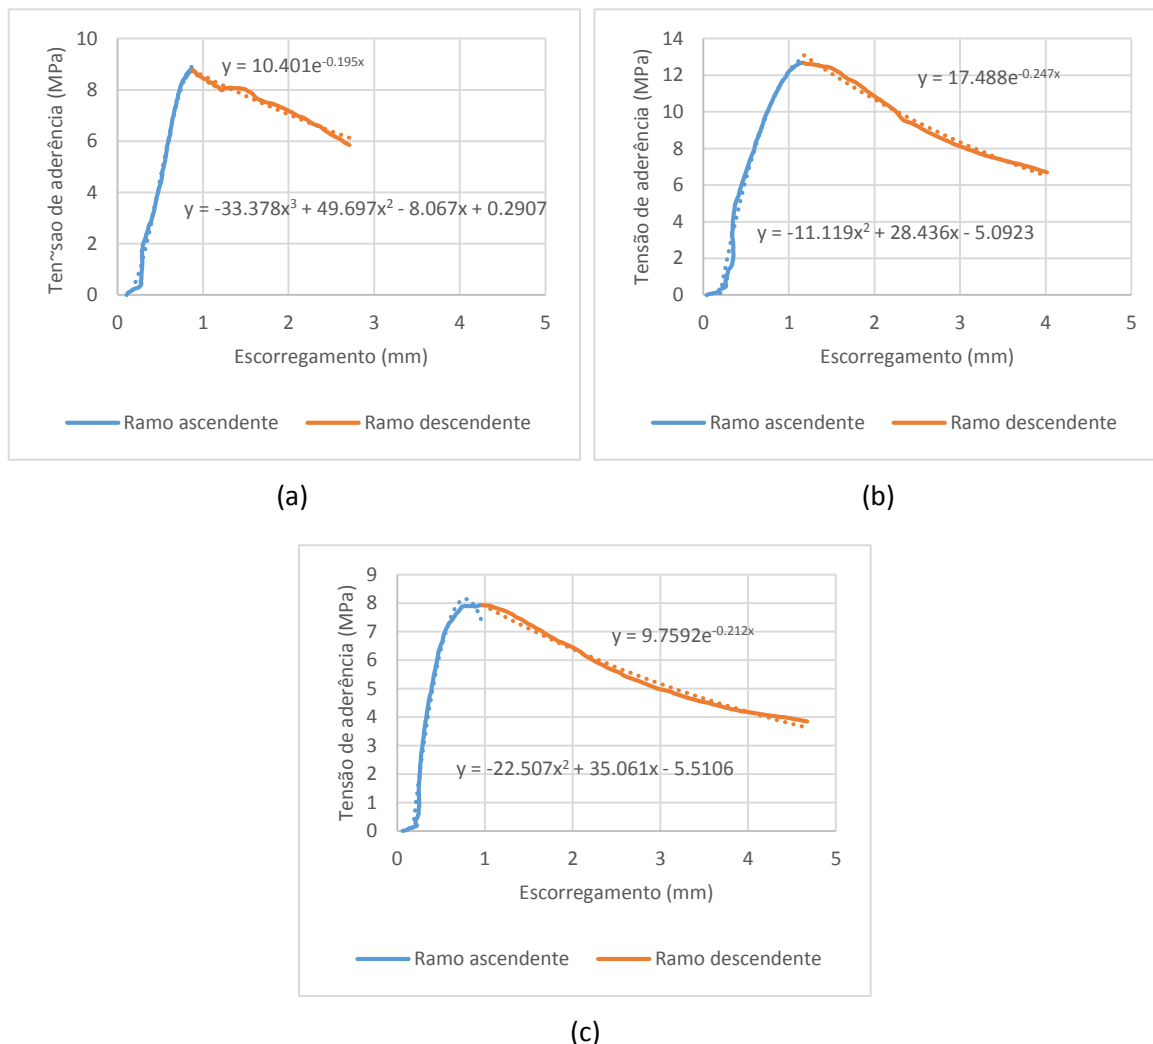 10
8
6
4
2
0
Ten~sao de aderência (MPa)
y = 10.401e^-0.195x
y = -33.378x³ + 49.697x² - 8.067x + 0.2907
0 1 2 3 4 5
Escorregamento (mm)
Ramo ascendente Ramo descendente
(a)
14
12
10
8
6
4
2
0
Tensão de aderência (MPa)
y = 17.488e^-0.247x
y = -11.119x² + 28.436x - 5.0923
0 1 2 3 4 5
Escorregamento (mm)
Ramo ascendente Ramo descendente
(b)
9
8
7
6
5
4
3
2
1
0
Tensão de aderência (MPa)
y = 9.7592e^-0.212x
y = -22.507x² + 35.061x - 5.5106
0 1 2 3 4 5
Escorregamento (mm)
Ramo ascendente Ramo descendente
(c)